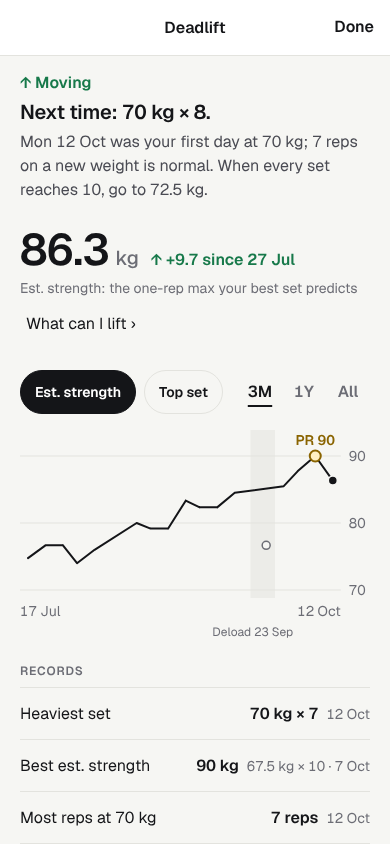 Deadlift
Done
↑ Moving
Next time: 70 kg × 8.
Mon 12 Oct was your first day at 70 kg; 7 reps
on a new weight is normal. When every set
reaches 10, go to 72.5 kg.
86.3 kg ↑ +9.7 since 27 Jul
Est. strength: the one-rep max your best set predicts
What can I lift ›
Est. strength
Top set
3M
1Y
All
PR 90
90
80
70
17 Jul
12 Oct
Deload 23 Sep
RECORDS
Heaviest set 70 kg × 7 12 Oct
Best est. strength 90 kg 67.5 kg × 10 · 7 Oct
Most reps at 70 kg 7 reps 12 Oct